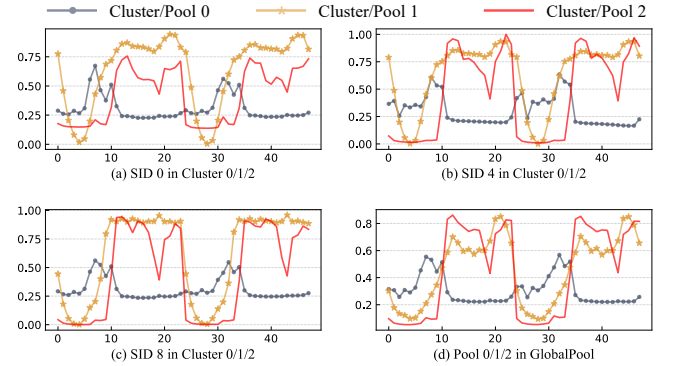 Cluster/Pool 0 Cluster/Pool 1 Cluster/Pool 2
0.75
0.50
0.25
0.00
0 10 20 30 40
(a) SID 0 in Cluster 0/1/2
1.00
0.75
0.50
0.25
0.00
0 10 20 30 40
(b) SID 4 in Cluster 0/1/2
1.00
0.75
0.50
0.25
0.00
0 10 20 30 40
(c) SID 8 in Cluster 0/1/2
0.8
0.6
0.4
0.2
0 10 20 30 40
(d) Pool 0/1/2 in GlobalPool